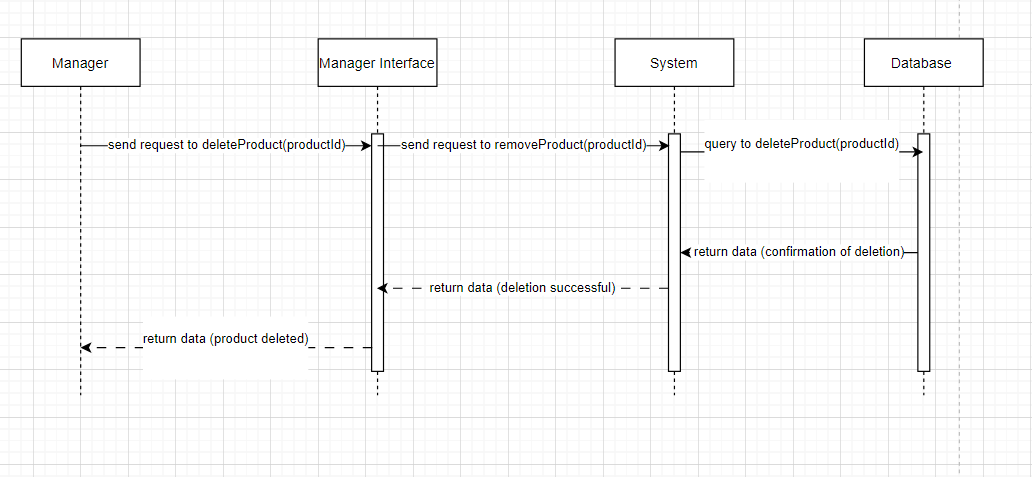 Manager
Manager Interface
System
Database
send request to deleteProduct(productId)
send request to removeProduct(productId)
query to deleteProduct(productId)
return data (confirmation of deletion)
return data (deletion successful)
return data (product deleted)